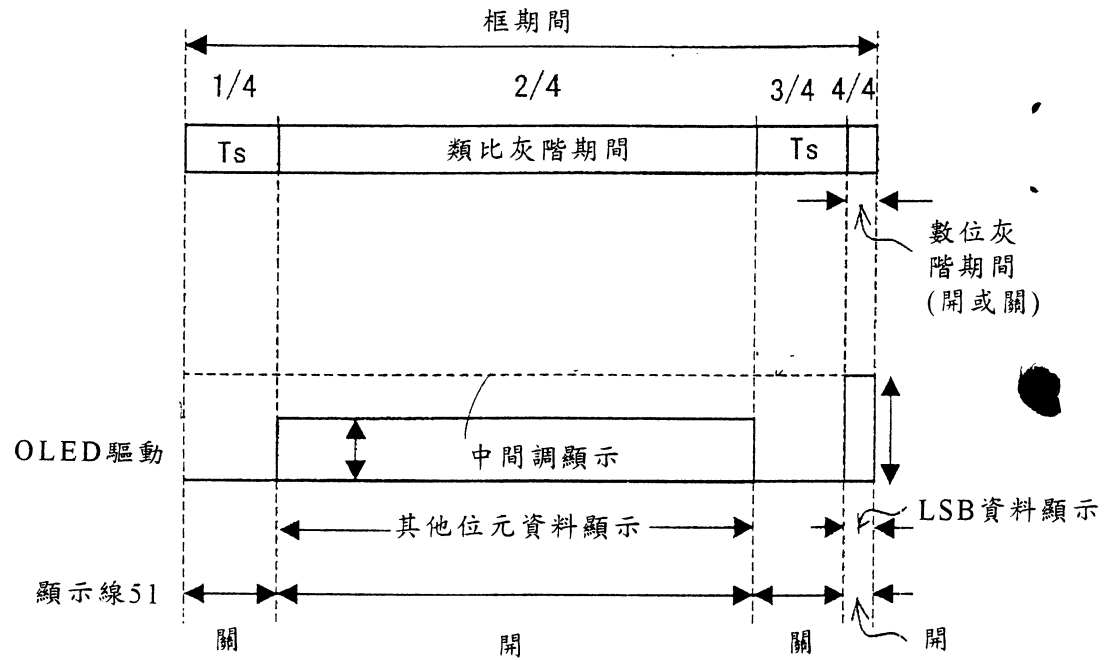 框期間
1/4 2/4 3/4 4/4
Ts 類比灰階期間 Ts
數位灰
階期間
(開或關)
OLED驅動
中間調顯示
其他位元資料顯示
LSB資料顯示
顯示線51
關 開 關 開